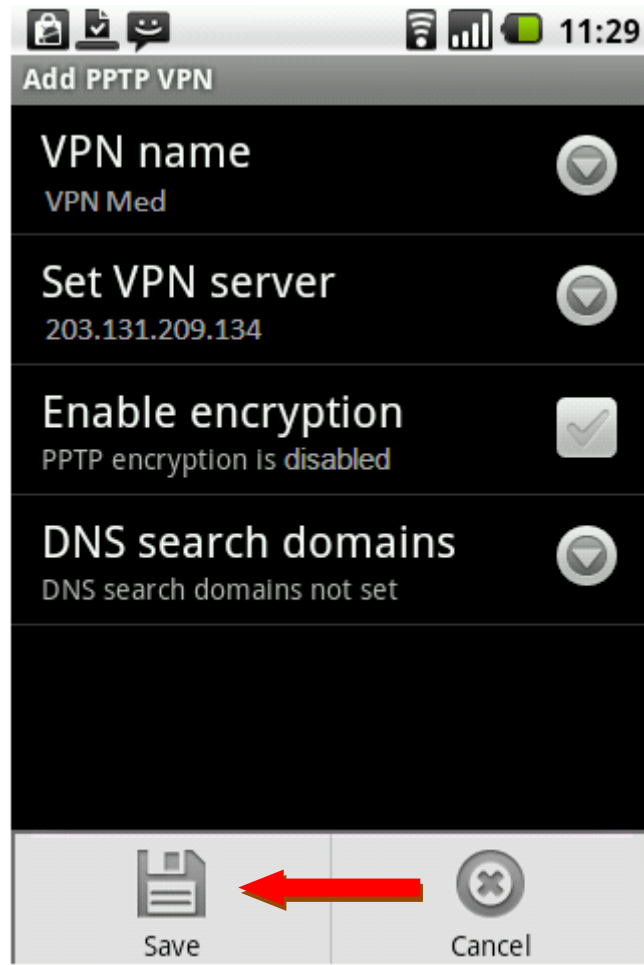 11:29
Add PPTP VPN
VPN name
VPN Med
Set VPN server
203.131.209.134
Enable encryption
PPTP encryption is disabled
DNS search domains
DNS search domains not set
Save Cancel